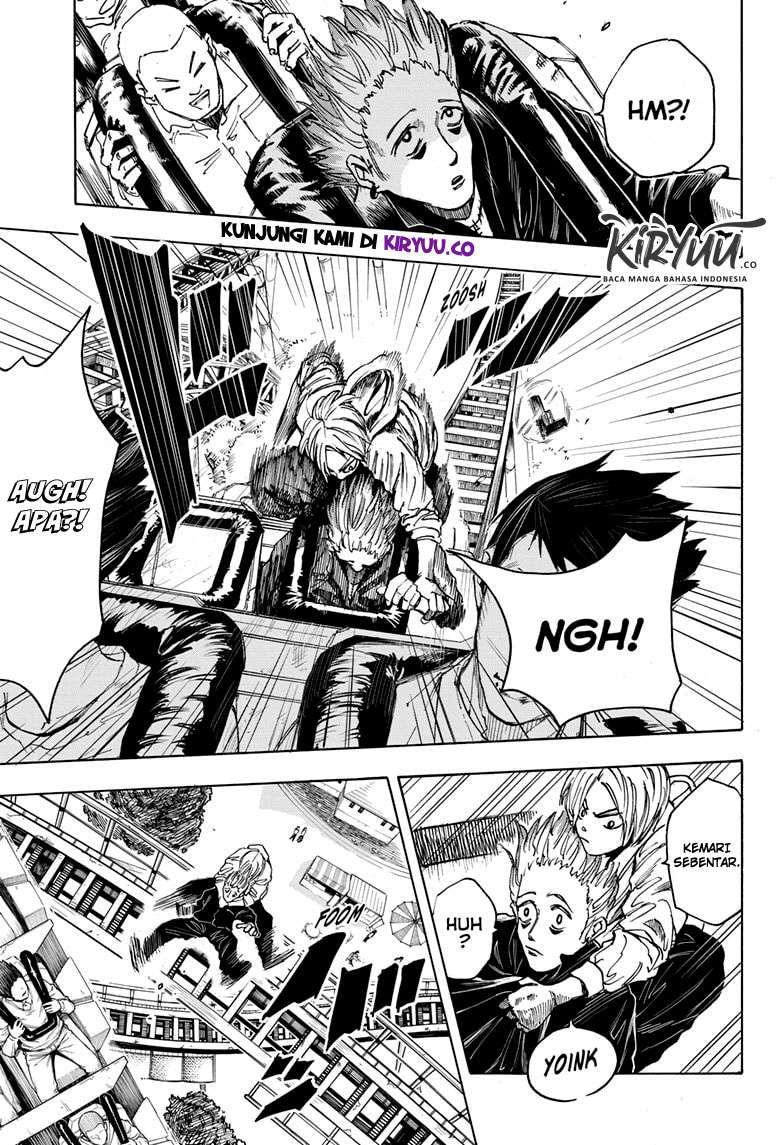 HM?!
KUNJUNGI KAMI DI KIRYUU.CO
KiRYUU.CO
BACA MANGA BAHASA INDONESIA
ZOOSH
AUGH!
APA?!
NGH!
KEMARI
SEBENTAR.
HUH
?
YOINK
FOOM